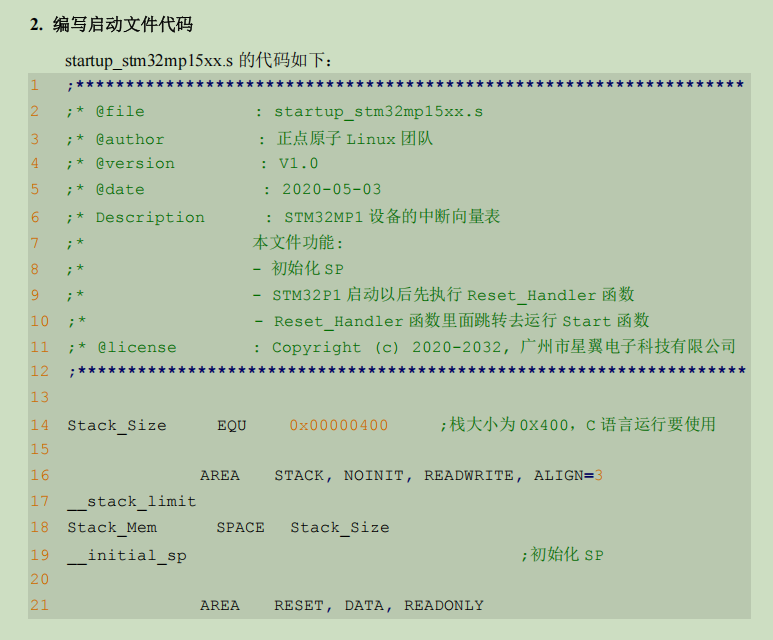 2. 编写启动文件代码
startup_stm32mp15xx.s 的代码如下：
1 ;*******************************************************************
2 ;* @file : startup_stm32mp15xx.s
3 ;* @author : 正点原子 Linux 团队
4 ;* @version : V1.0
5 ;* @date : 2020-05-03
6 ;* Description : STM32MP1 设备的中断向量表
7 ;* 本文件功能:
8 ;* - 初始化 SP
9 ;* - STM32P1 启动以后先执行 Reset_Handler 函数
10 ;* - Reset_Handler 函数里面跳转去运行 Start 函数
11 ;* @license : Copyright (c) 2020-2032, 广州市星翼电子科技有限公司
12 ;*******************************************************************
13
14 Stack_Size EQU 0x00000400 ;栈大小为 0X400，C 语言运行要使用
15
16 AREA STACK, NOINIT, READWRITE, ALIGN=3
17 __stack_limit
18 Stack_Mem SPACE Stack_Size
19 __initial_sp ;初始化 SP
20
21 AREA RESET, DATA, READONLY